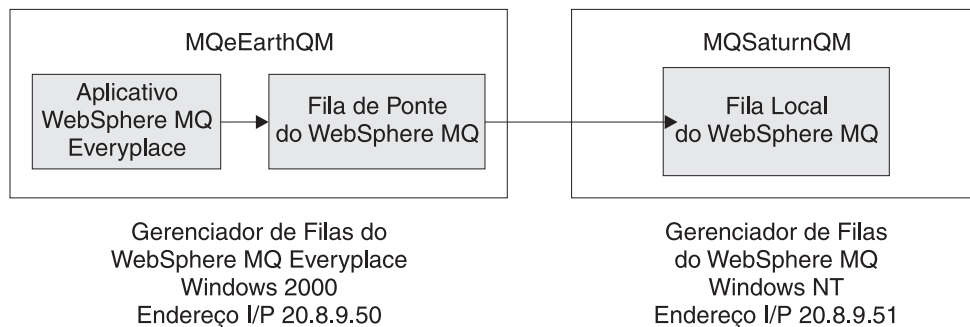 MQeEarthQM
Aplicativo
WebSphere MQ
Everyplace
Fila de Ponte
do WebSphere MQ
Gerenciador de Filas do
WebSphere MQ Everyplace
Windows 2000
Endereço I/P 20.8.9.50
MQSaturnQM
Fila Local
do WebSphere MQ
Gerenciador de Filas
do WebSphere MQ
Windows NT
Endereço I/P 20.8.9.51